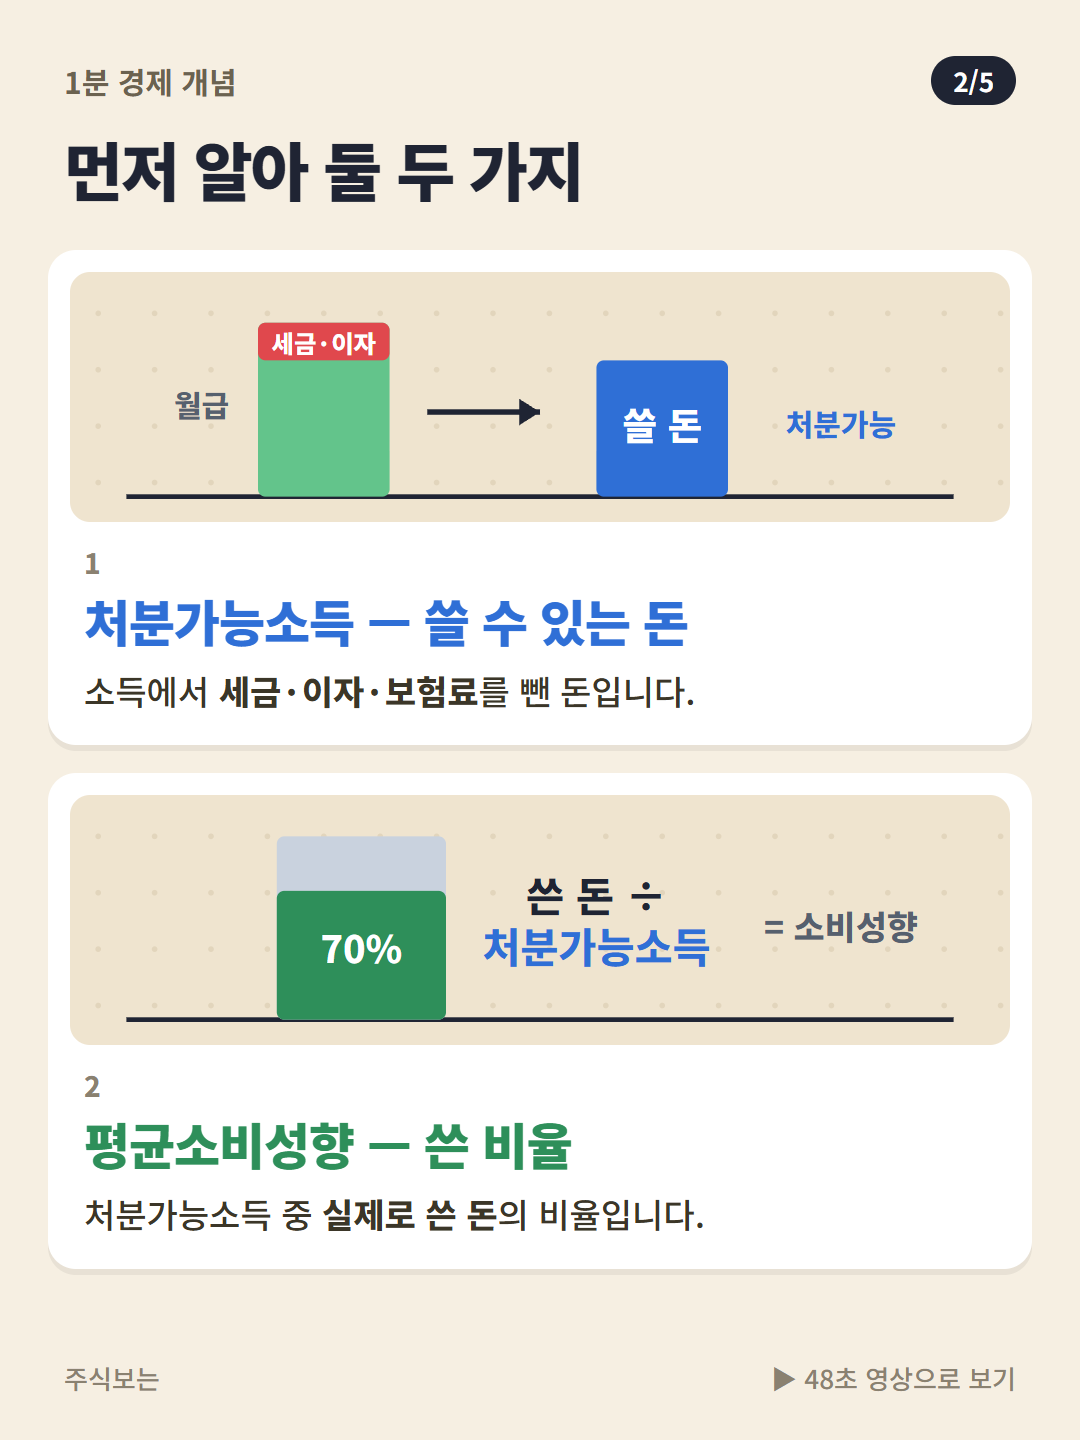 1분 경제 개념
2/5
먼저 알아 둘 두 가지
세금·이자
월급
쓸 돈
처분가능
1
처분가능소득 — 쓸 수 있는 돈
소득에서 세금·이자·보험료를 뺀 돈입니다.
70%
쓴 돈 ÷
처분가능소득
= 소비성향
2
평균소비성향 — 쓴 비율
처분가능소득 중 실제로 쓴 돈의 비율입니다.
주식보는
▶ 48초 영상으로 보기